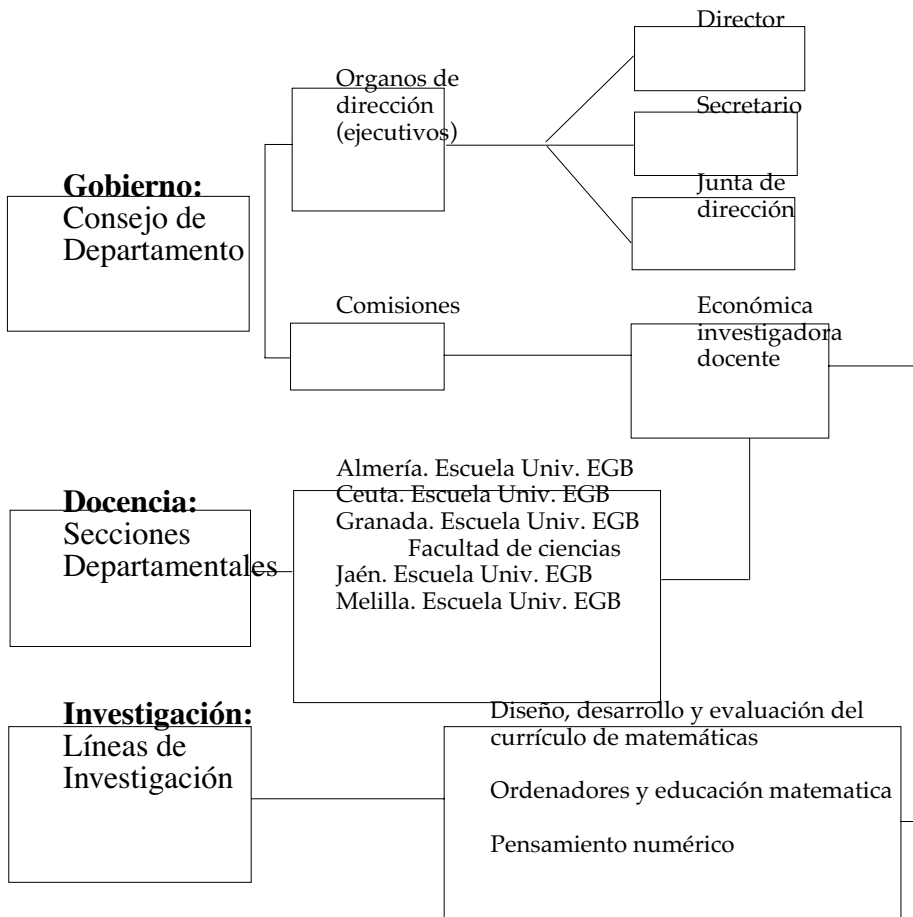 Director
Organos de
dirección
(ejecutivos)
Secretario
Junta de
dirección
Gobierno:
Consejo de
Departamento
Comisiones
Económica
investigadora
docente
Docencia:
Secciones
Departamentales
Almería. Escuela Univ. EGB
Ceuta. Escuela Univ. EGB
Granada. Escuela Univ. EGB
Facultad de ciencias
Jaén. Escuela Univ. EGB
Melilla. Escuela Univ. EGB
Investigación:
Líneas de
Investigación
Diseño, desarrollo y evaluación del
currículo de matemáticas
Ordenadores y educación matematica
Pensamiento numérico